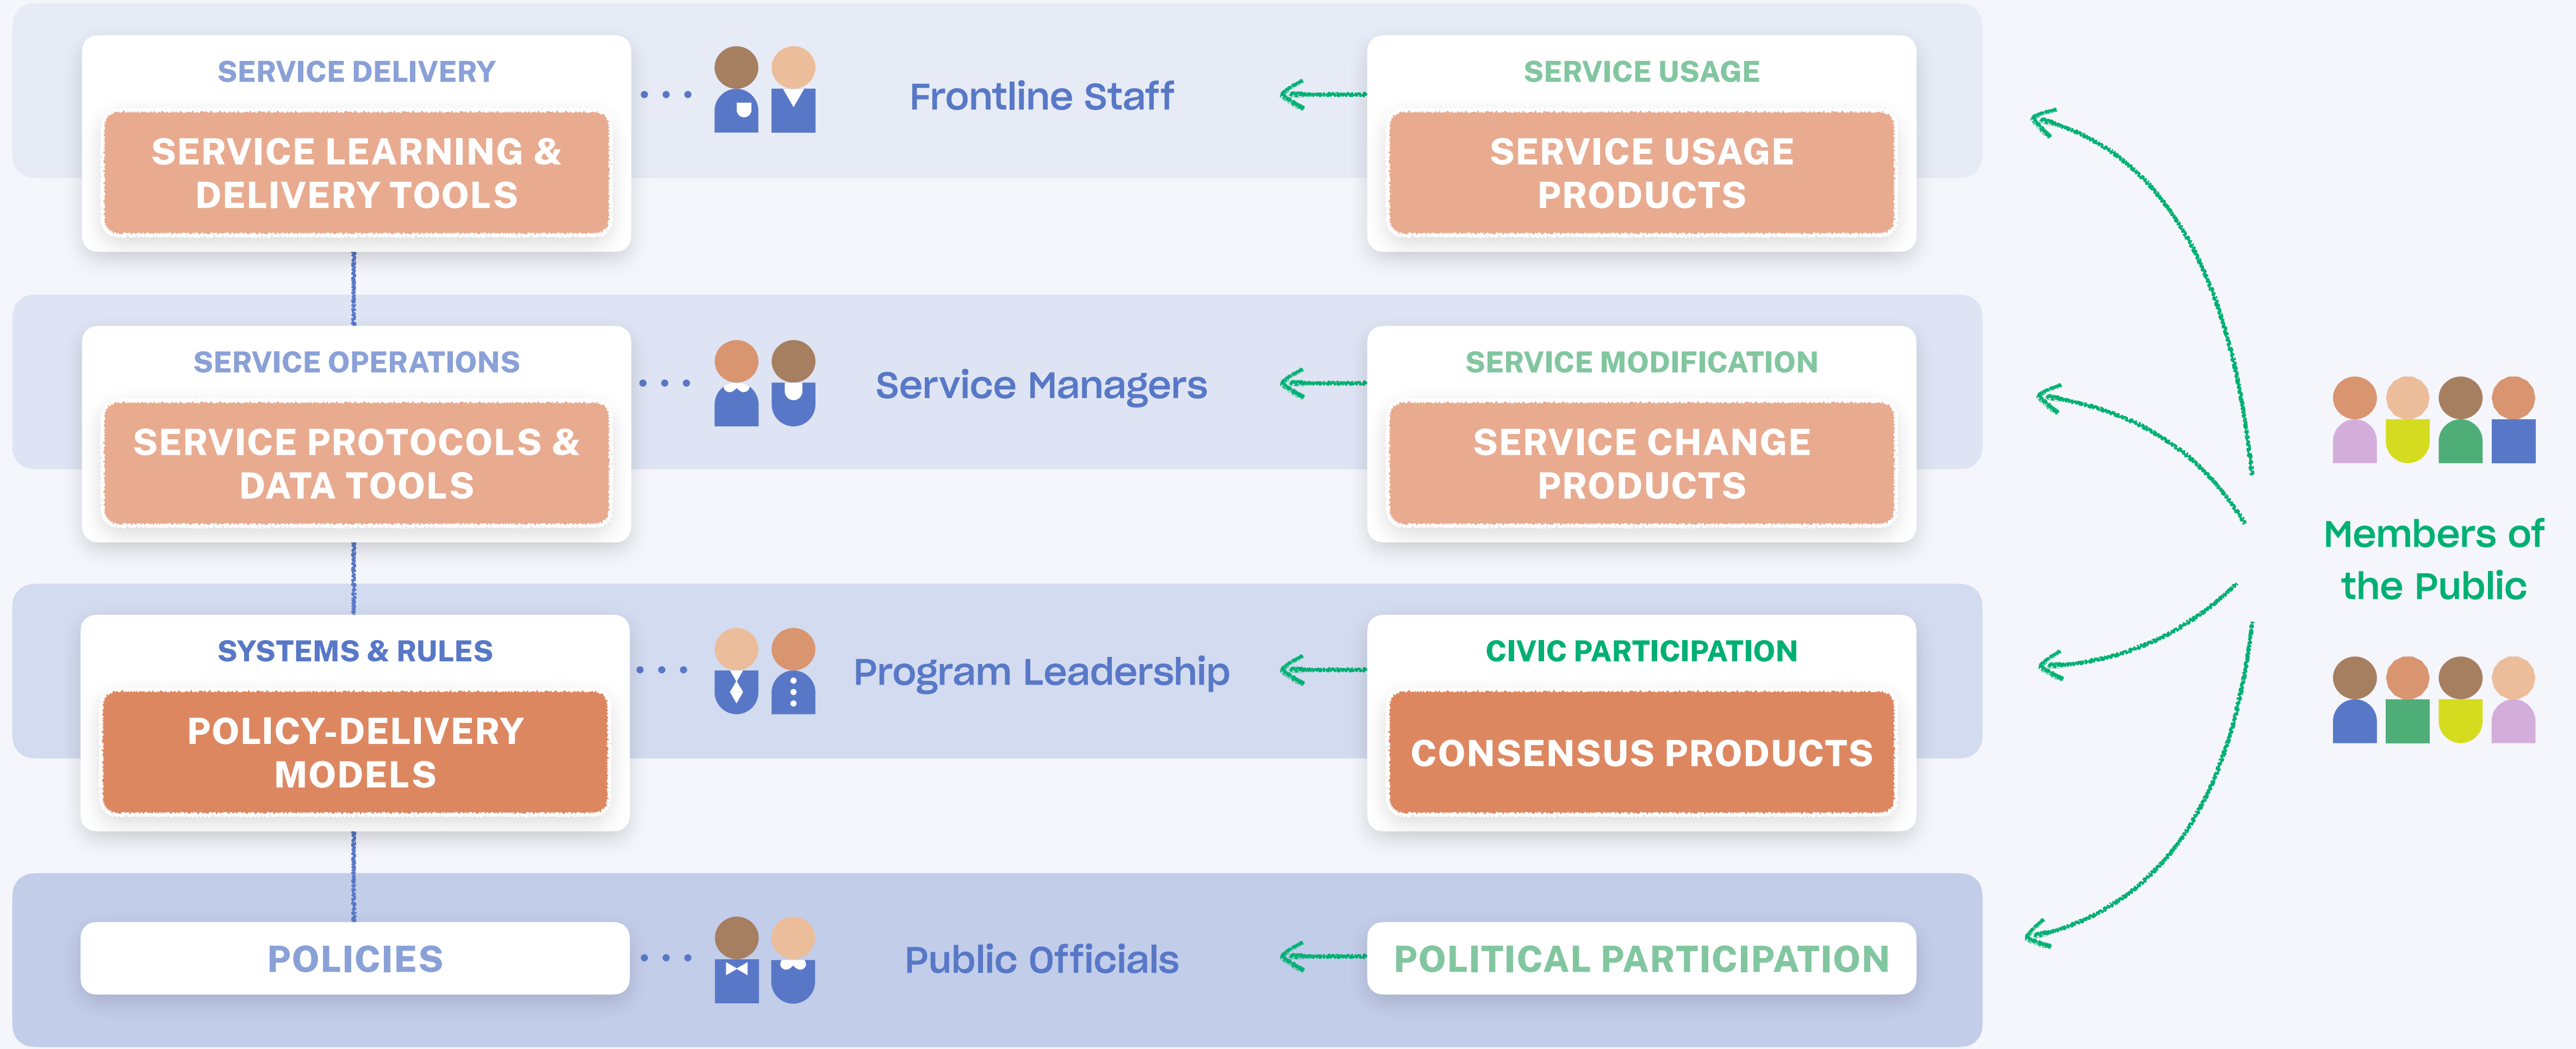 SERVICE DELIVERY
SERVICE LEARNING &
DELIVERY TOOLS
Frontline Staff
SERVICE USAGE
SERVICE USAGE
PRODUCTS
SERVICE OPERATIONS
SERVICE PROTOCOLS &
DATA TOOLS
Service Managers
SERVICE MODIFICATION
SERVICE CHANGE
PRODUCTS
SYSTEMS & RULES
POLICY-DELIVERY
MODELS
Program Leadership
CIVIC PARTICIPATION
CONSENSUS PRODUCTS
POLICIES
Public Officials
POLITICAL PARTICIPATION
Members of
the Public